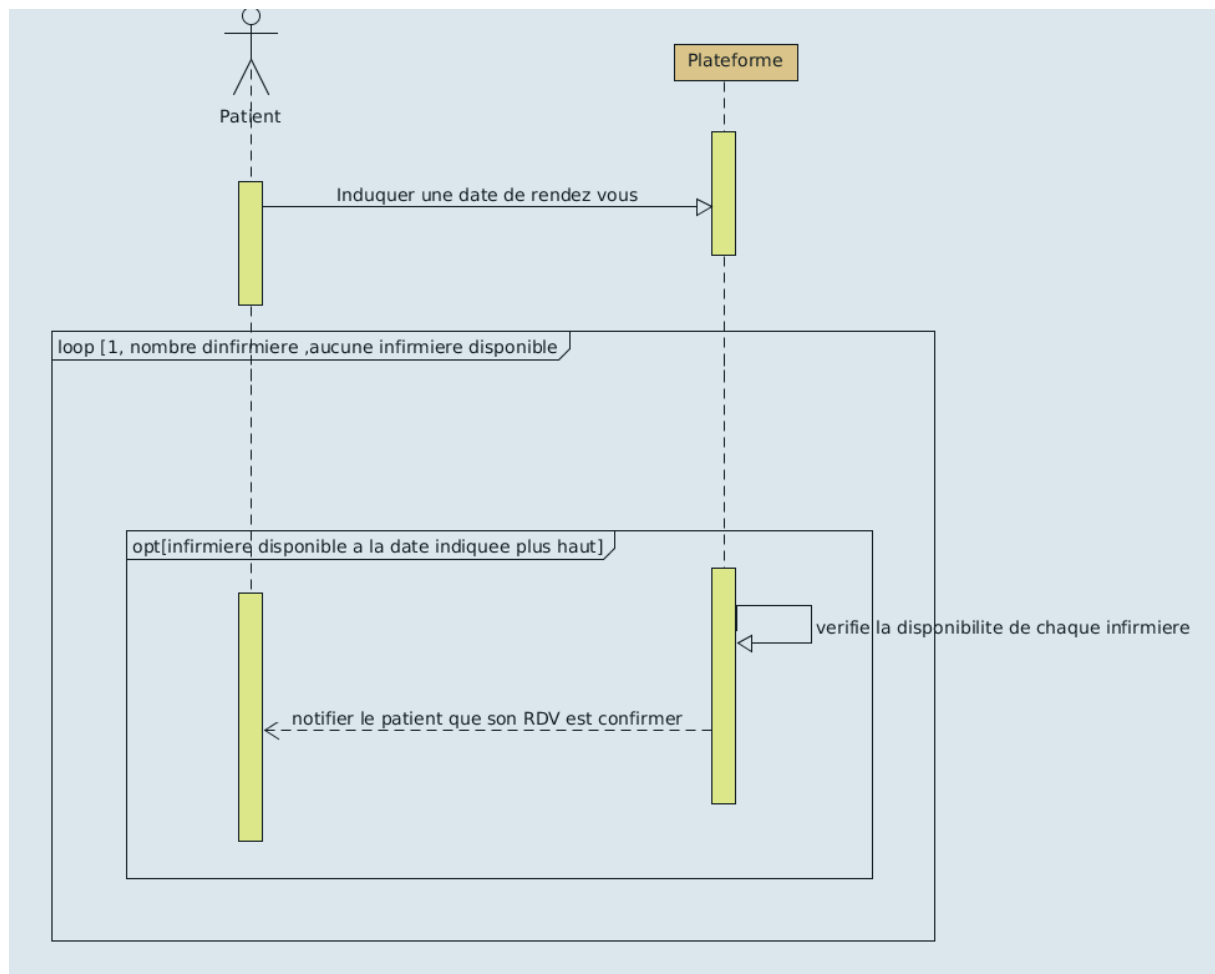 Plateforme
Patient
Induquer une date de rendez vous
loop [1, nombre dinfirmiere ,aucune infirmiere disponible
opt[infirmiere disponible a la date indiquee plus haut]
verifie la disponibilite de chaque infirmiere
notifier le patient que son RDV est confirmer